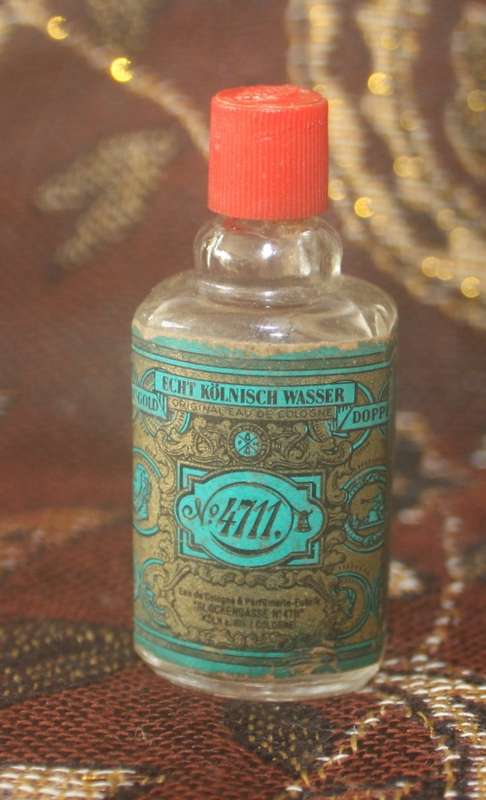 ECHT KÖLNISCH WASSER
GOLD
ORIGINAL EAU DE COLOGNE
DOPP
No 4711.
Eau de Cologne & Parfümerie-Fabrik
"GLOCKENGASSE No 4711"
KÖLN a. Rh. / COLOGNE